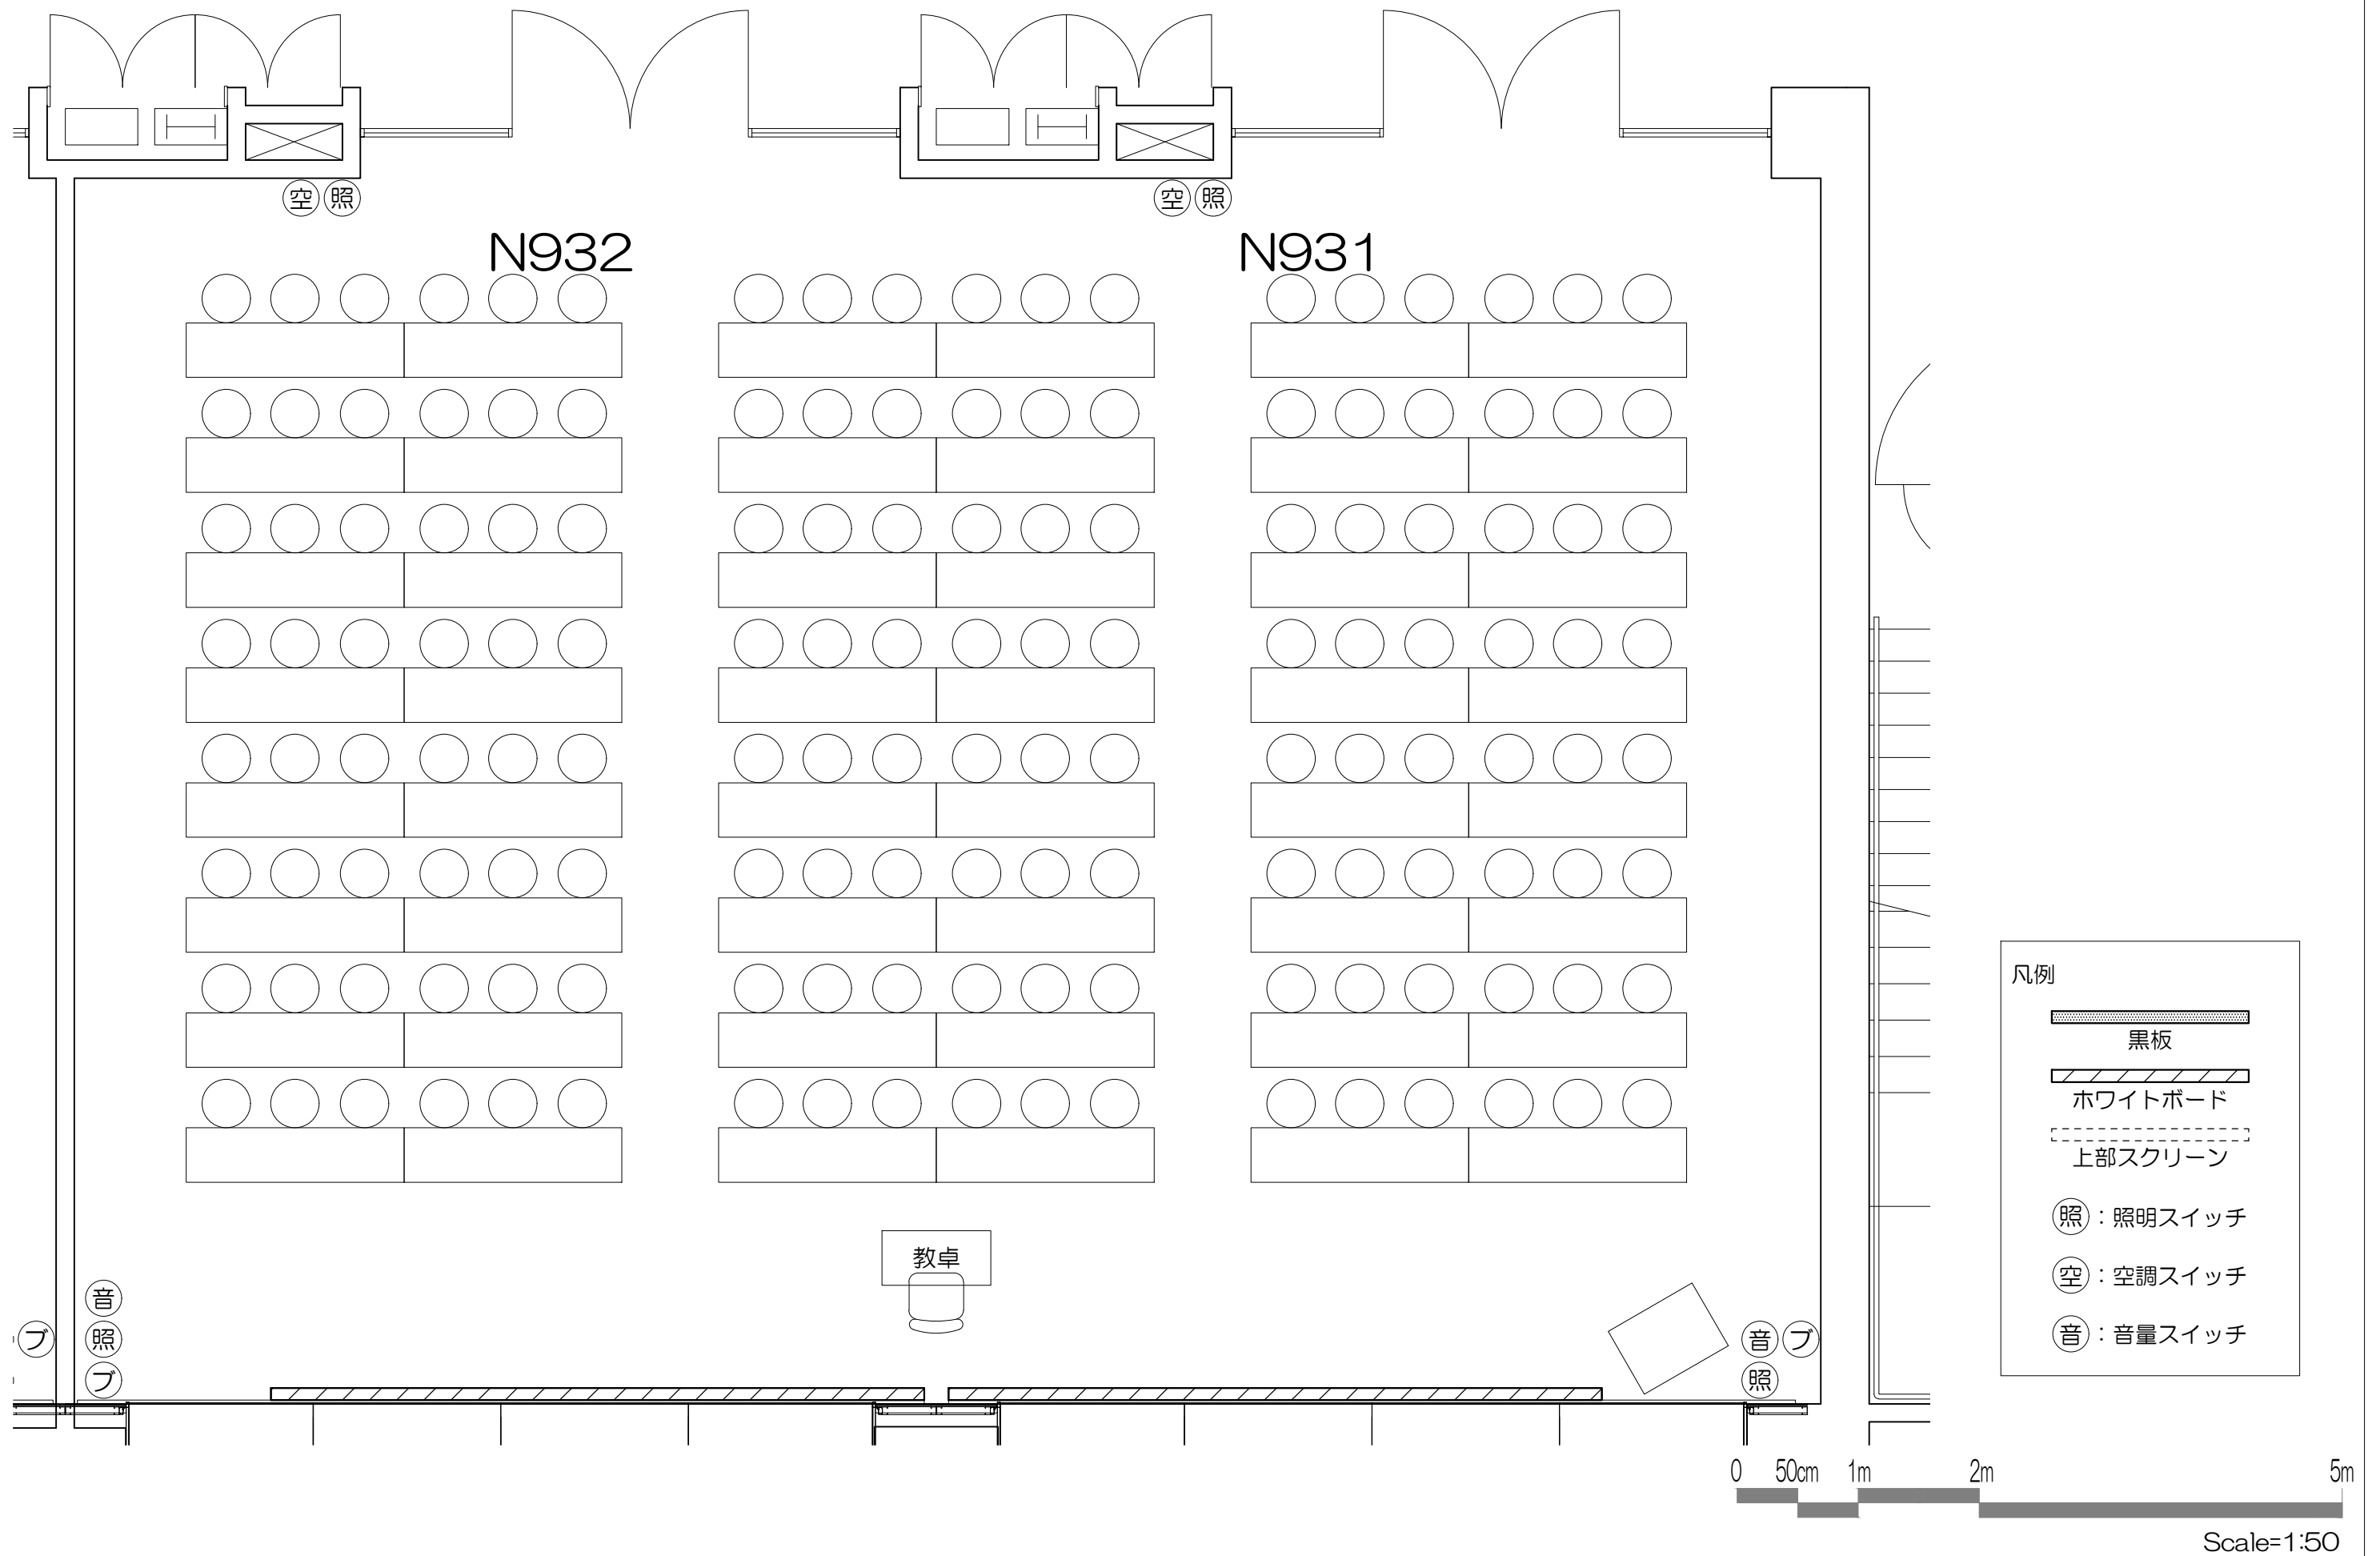 空 照
空 照
N932
N931
教卓
音
照
ブ
ブ
音 ブ
照
凡例
黒板
ホワイトボード
上部スクリーン
照：照明スイッチ
空：空調スイッチ
音：音量スイッチ
0 50cm 1m 2m 5m
Scale=1:50